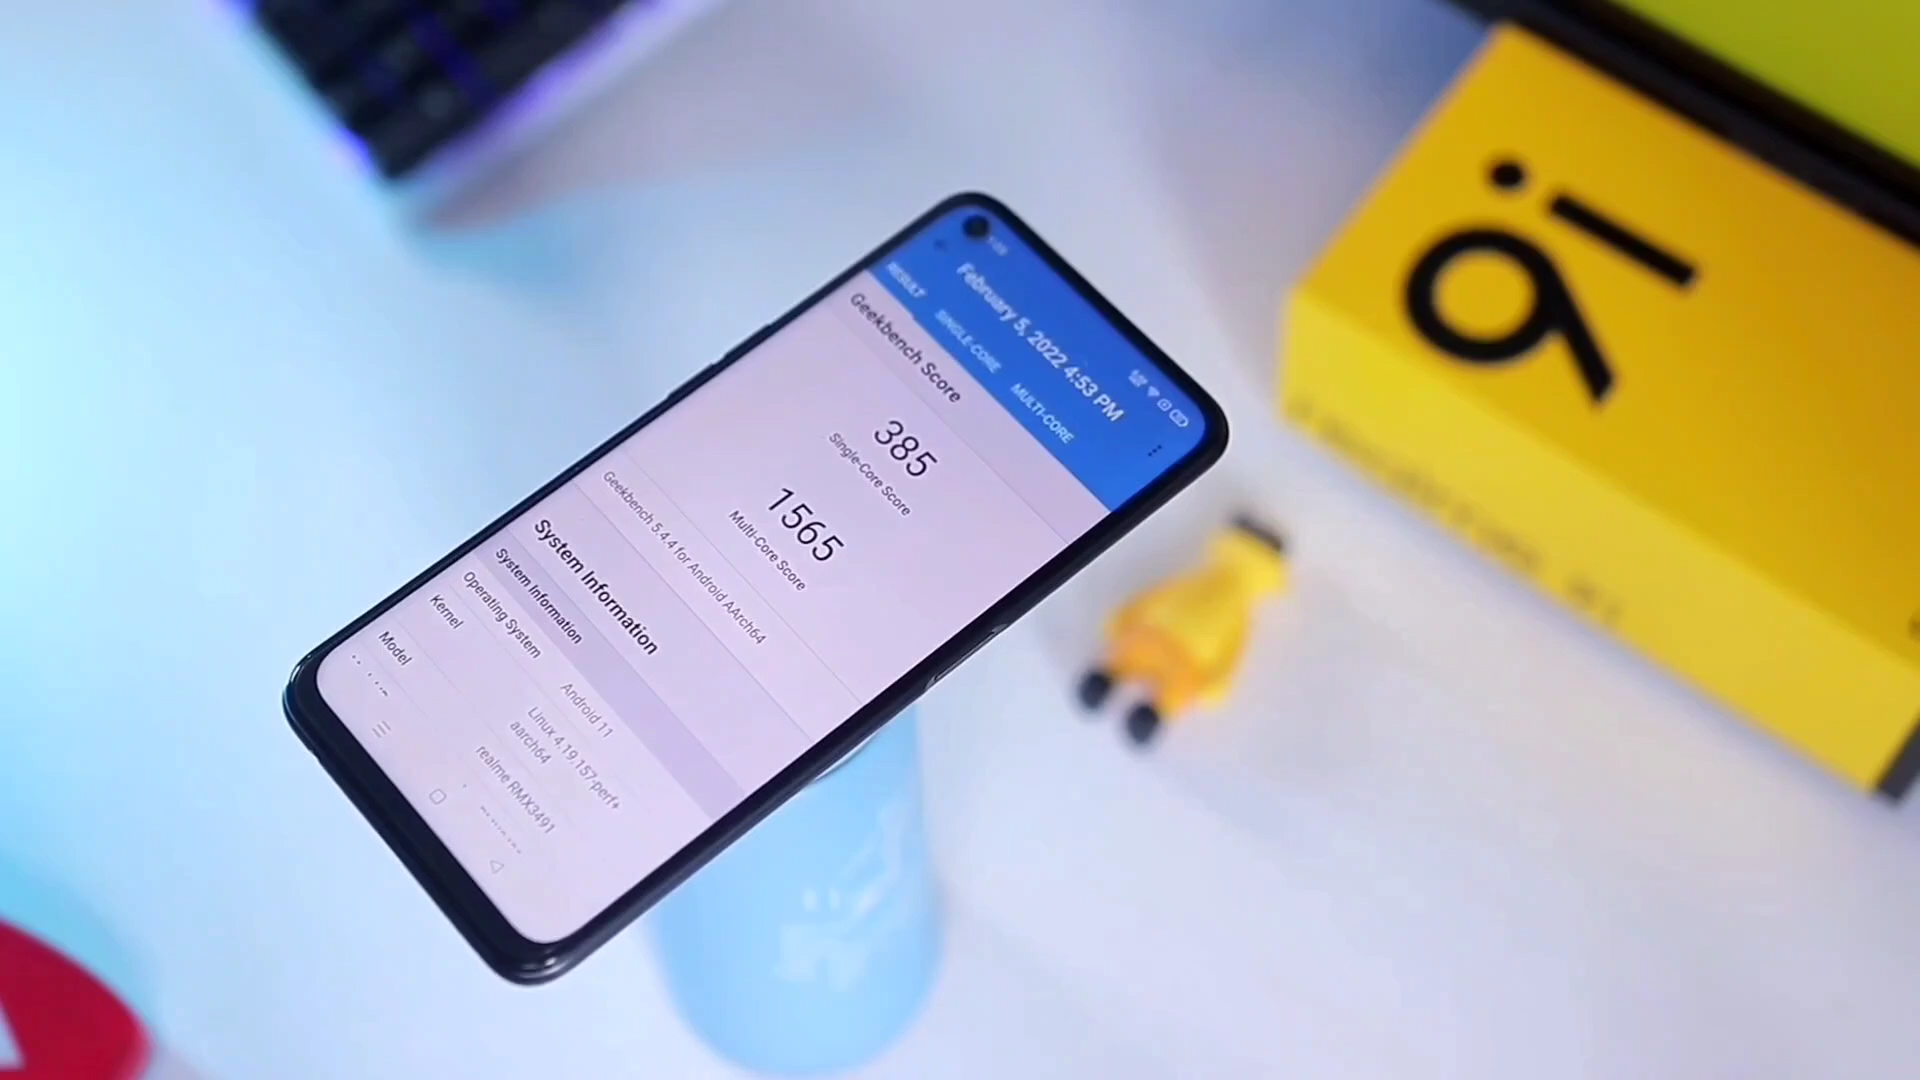 February 5, 2022 4:53 PM
RESULT SINGLE-CORE MULTI-CORE
Geekbench Score
385
Single-Core Score
1565
Multi-Core Score
Geekbench 5.4.4 for Android AArch64
System Information
System Information
Operating System Android 11
Kernel Linux 4.19.157-perf+
aarch64
Model realme RMX3491
9i